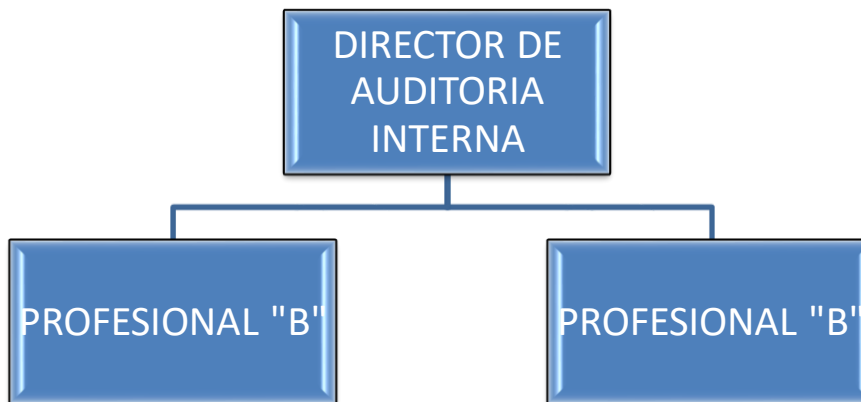 DIRECTOR DE
AUDITORIA
INTERNA
PROFESIONAL "B"
PROFESIONAL "B"